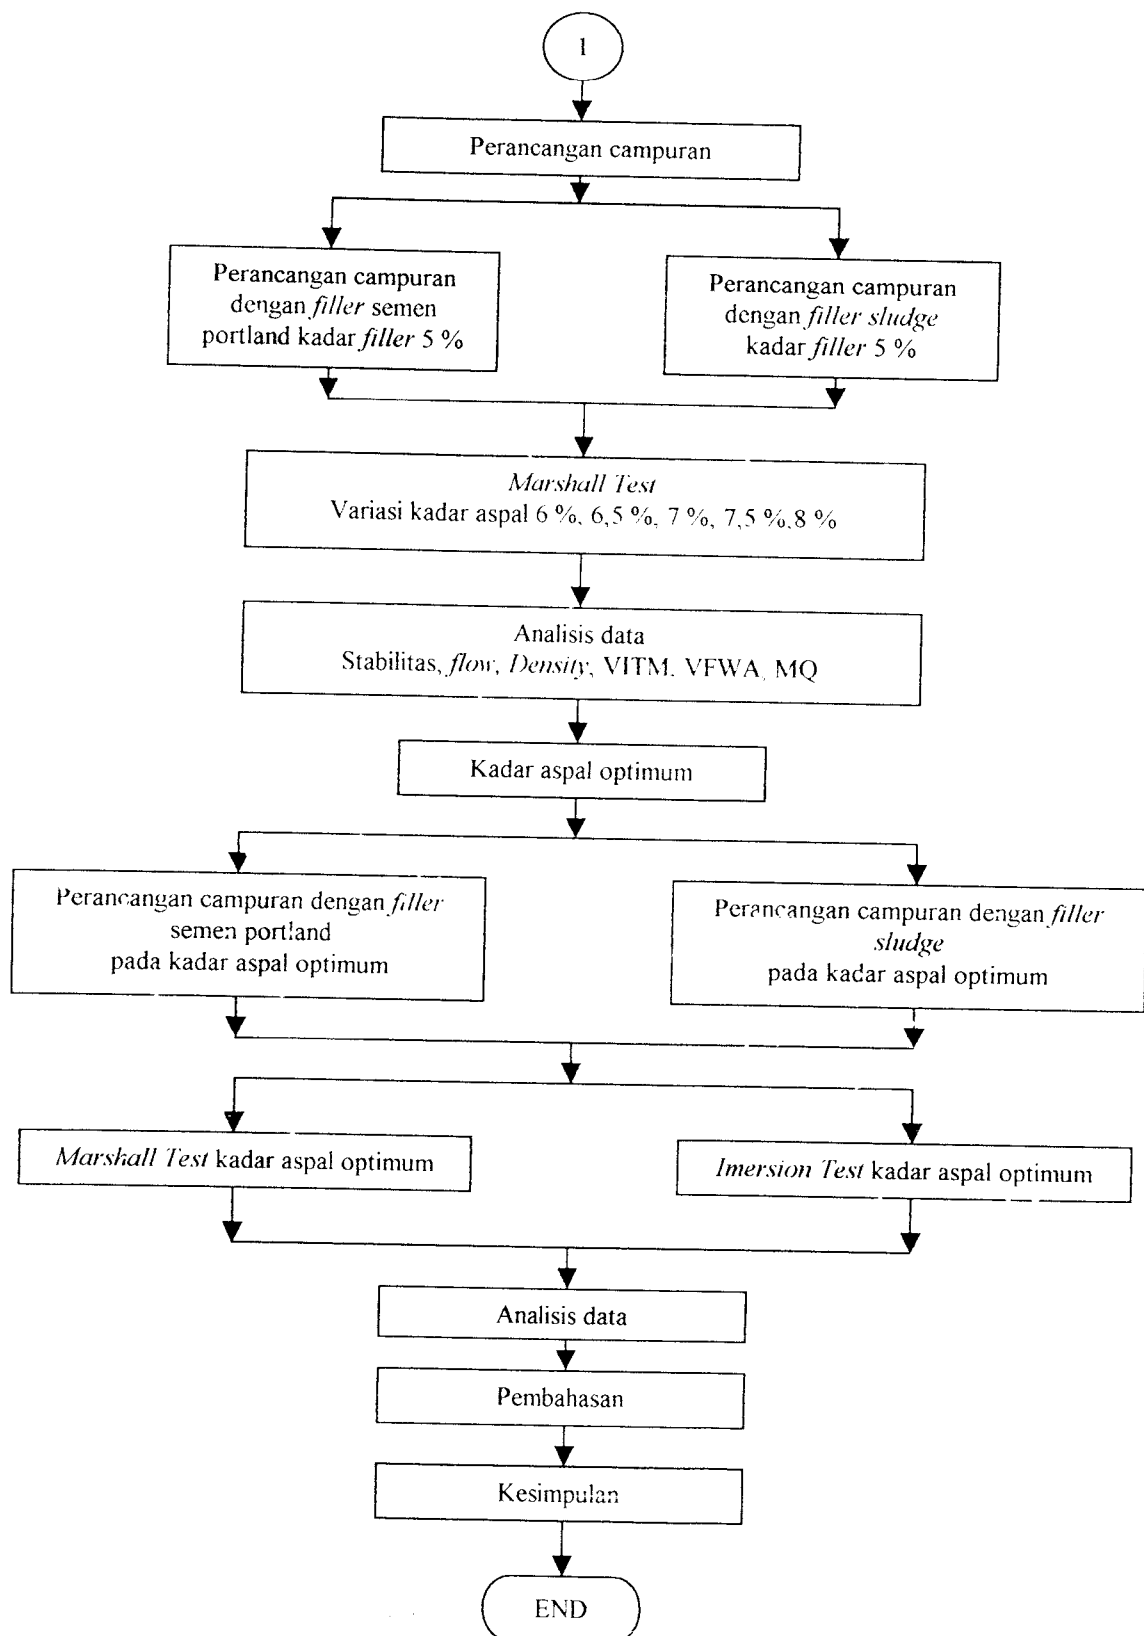 1
Perancangan campuran
Perancangan campuran
dengan filler semen
portland kadar filler 5 %
Perancangan campuran
dengan filler sludge
kadar filler 5 %
Marshall Test
Variasi kadar aspal 6 %, 6,5 %, 7 %, 7,5 %,8 %
Analisis data
Stabilitas, flow, Density, VITM, VFWA, MQ
Kadar aspal optimum
Perancangan campuran dengan filler
semen portland
pada kadar aspal optimum
Perancangan campuran dengan filler
sludge
pada kadar aspal optimum
Marshall Test kadar aspal optimum
Imersion Test kadar aspal optimum
Analisis data
Pembahasan
Kesimpulan
END